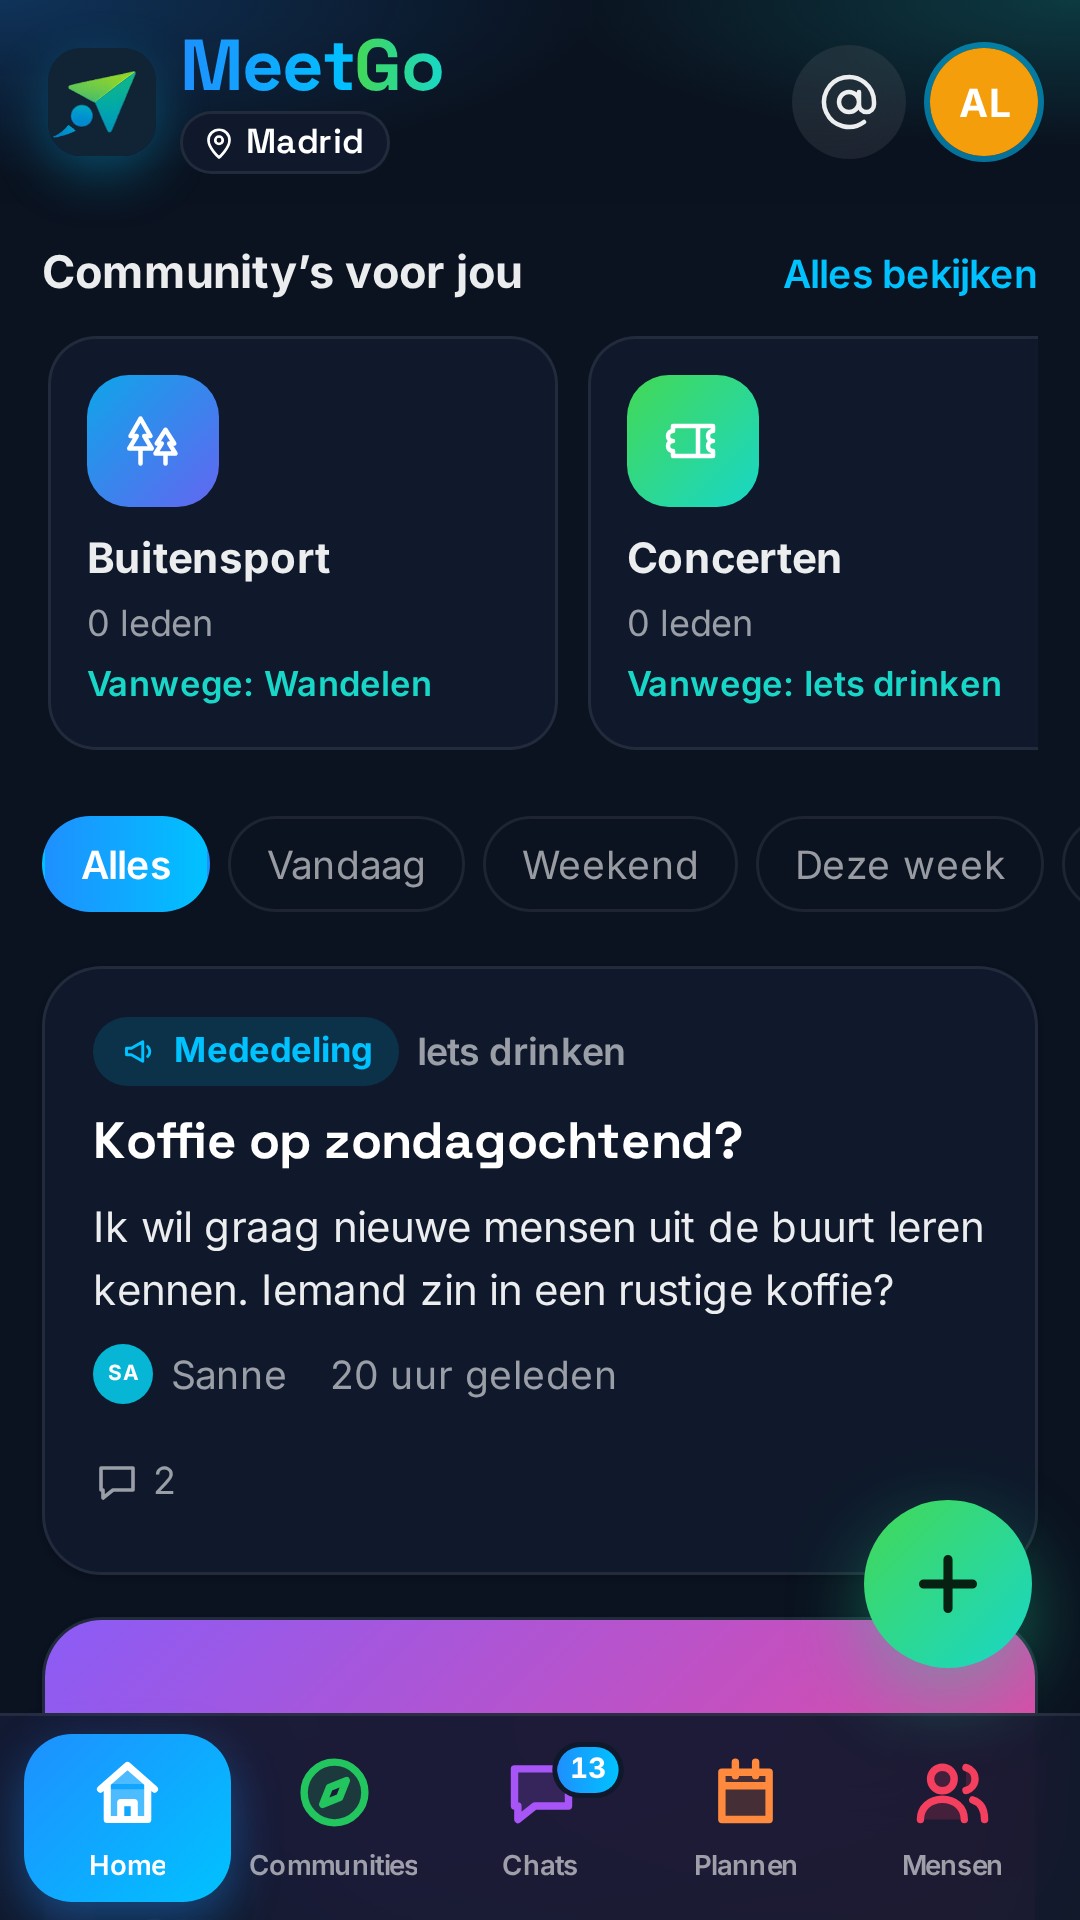 MeetGo
Madrid
@
AL
Community’s voor jou
Alles bekijken
Buitensport
0 leden
Vanwege: Wandelen
Concerten
0 leden
Vanwege: Iets drinken
Alles
Vandaag
Weekend
Deze week
Mededeling
Iets drinken
Koffie op zondagochtend?
Ik wil graag nieuwe mensen uit de buurt leren
kennen. Iemand zin in een rustige koffie?
SA
Sanne
20 uur geleden
2
Home
Communities
13
Chats
Plannen
Mensen